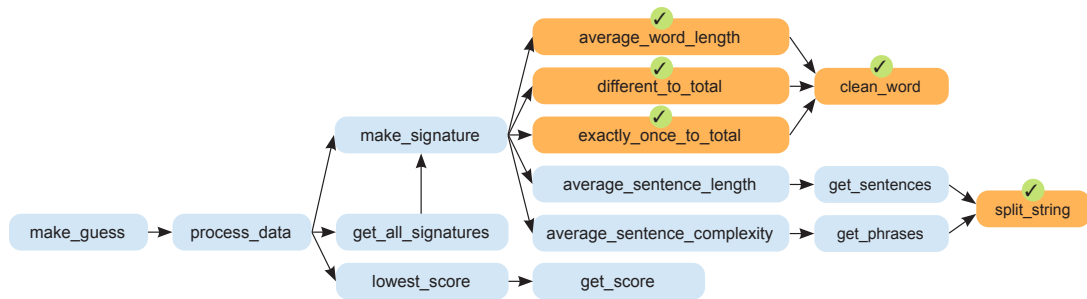 average_word_length
different_to_total
clean_word
make_signature
exactly_once_to_total
average_sentence_length
get_sentences
split_string
make_guess
process_data
get_all_signatures
average_sentence_complexity
get_phrases
lowest_score
get_score